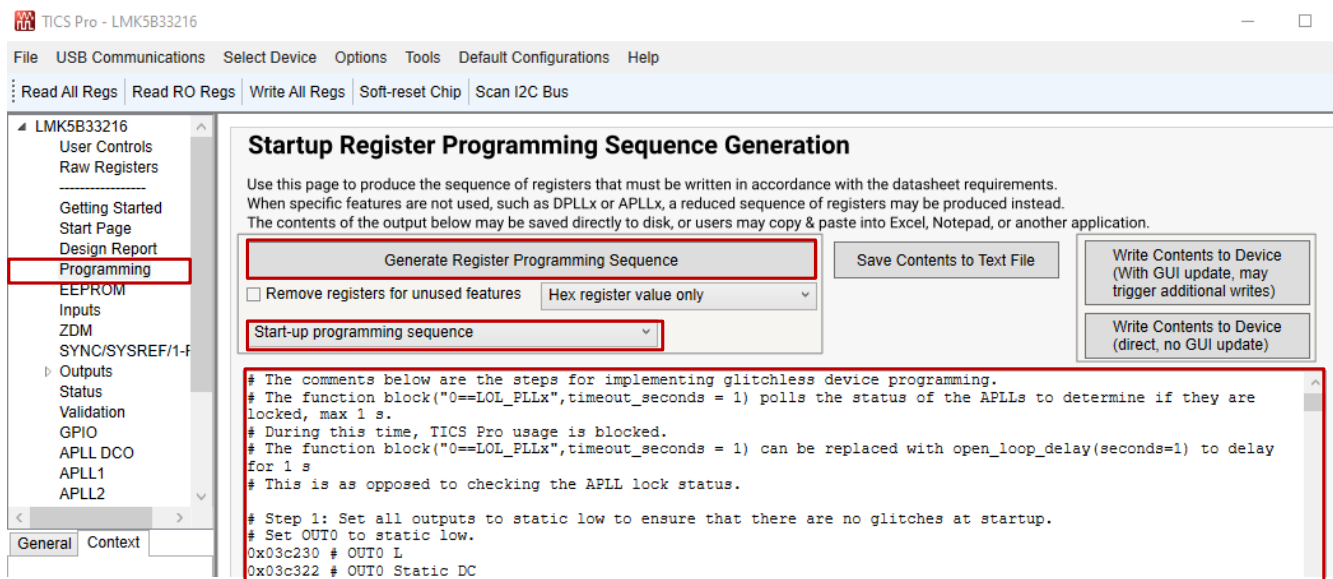 TICS Pro - LMK5B33216
File USB Communications Select Device Options Tools Default Configurations Help
Read All Regs Read RO Regs Write All Regs Soft-reset Chip Scan I2C Bus
LMK5B33216
User Controls
Raw Registers
-----------------
Getting Started
Start Page
Design Report
Programming
EEPROM
Inputs
ZDM
SYNC/SYSREF/1-F
Outputs
Status
Validation
GPIO
APLL DCO
APLL1
APLL2
General Context
Startup Register Programming Sequence Generation
Use this page to produce the sequence of registers that must be written in accordance with the datasheet requirements.
When specific features are not used, such as DPLLx or APLLx, a reduced sequence of registers may be produced instead.
The contents of the output below may be saved directly to disk, or users may copy & paste into Excel, Notepad, or another application.
Generate Register Programming Sequence
Remove registers for unused features Hex register value only
Start-up programming sequence
Save Contents to Text File
Write Contents to Device
(With GUI update, may
trigger additional writes)
Write Contents to Device
(direct, no GUI update)
# The comments below are the steps for implementing glitchless device programming.
# The function block("0==LOL_PLLx",timeout_seconds = 1) polls the status of the APLLs to determine if they are
locked, max 1 s.
# During this time, TICS Pro usage is blocked.
# The function block("0==LOL_PLLx",timeout_seconds = 1) can be replaced with open_loop_delay(seconds=1) to delay
for 1 s
# This is as opposed to checking the APLL lock status.
# Step 1: Set all outputs to static low to ensure that there are no glitches at startup.
# Set OUT0 to static low.
0x03c230 # OUT0 L
0x03c322 # OUT0 Static DC